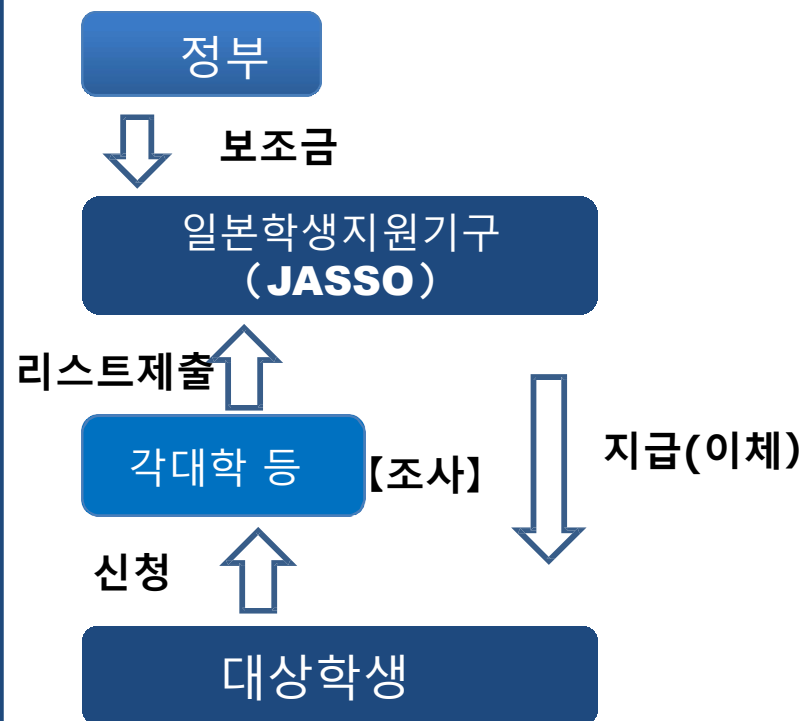 정부
보조금
일본학생지원기구
（JASSO）
리스트제출
각대학 등
【조사】
지급(이체）
신청
대상학생